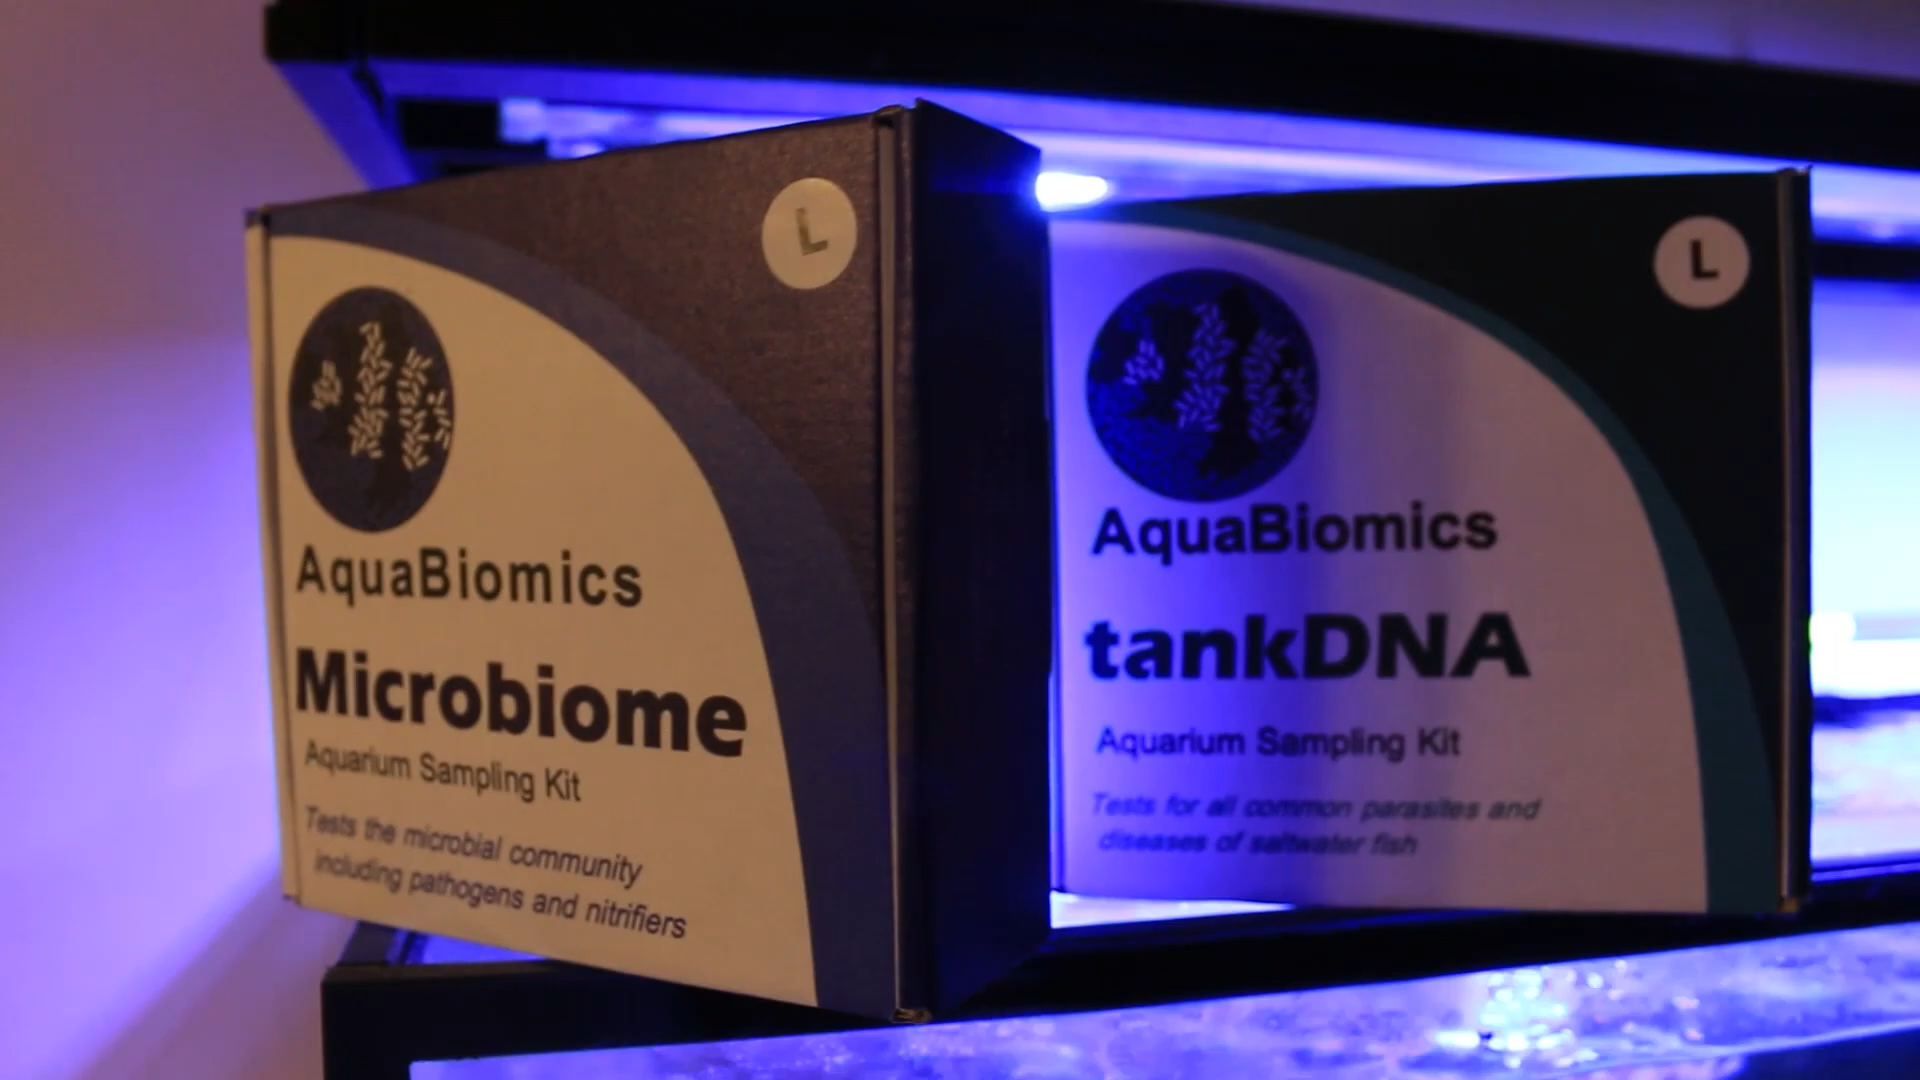 L
AquaBiomics
Microbiome
Aquarium Sampling Kit
Tests the microbial community
including pathogens and nitrifiers
L
AquaBiomics
tankDNA
Aquarium Sampling Kit
Tests for all common parasites and
diseases of saltwater fish